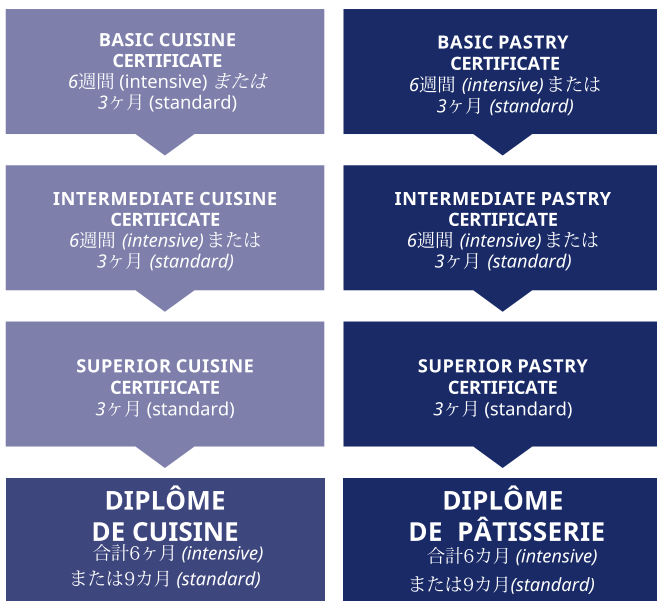 BASIC CUISINE
CERTIFICATE
6週間 (intensive) または
3ヶ月 (standard)
INTERMEDIATE CUISINE
CERTIFICATE
6週間 (intensive) または
3ヶ月 (standard)
SUPERIOR CUISINE
CERTIFICATE
3ヶ月 (standard)
DIPLÔME
DE CUISINE
合計6ヶ月 (intensive)
または9カ月 (standard)
BASIC PASTRY
CERTIFICATE
6週間 (intensive) または
3ヶ月 (standard)
INTERMEDIATE PASTRY
CERTIFICATE
6週間 (intensive) または
3ヶ月 (standard)
SUPERIOR PASTRY
CERTIFICATE
3ヶ月 (standard)
DIPLÔME
DE PÂTISSERIE
合計6カ月 (intensive)
または9カ月(standard)